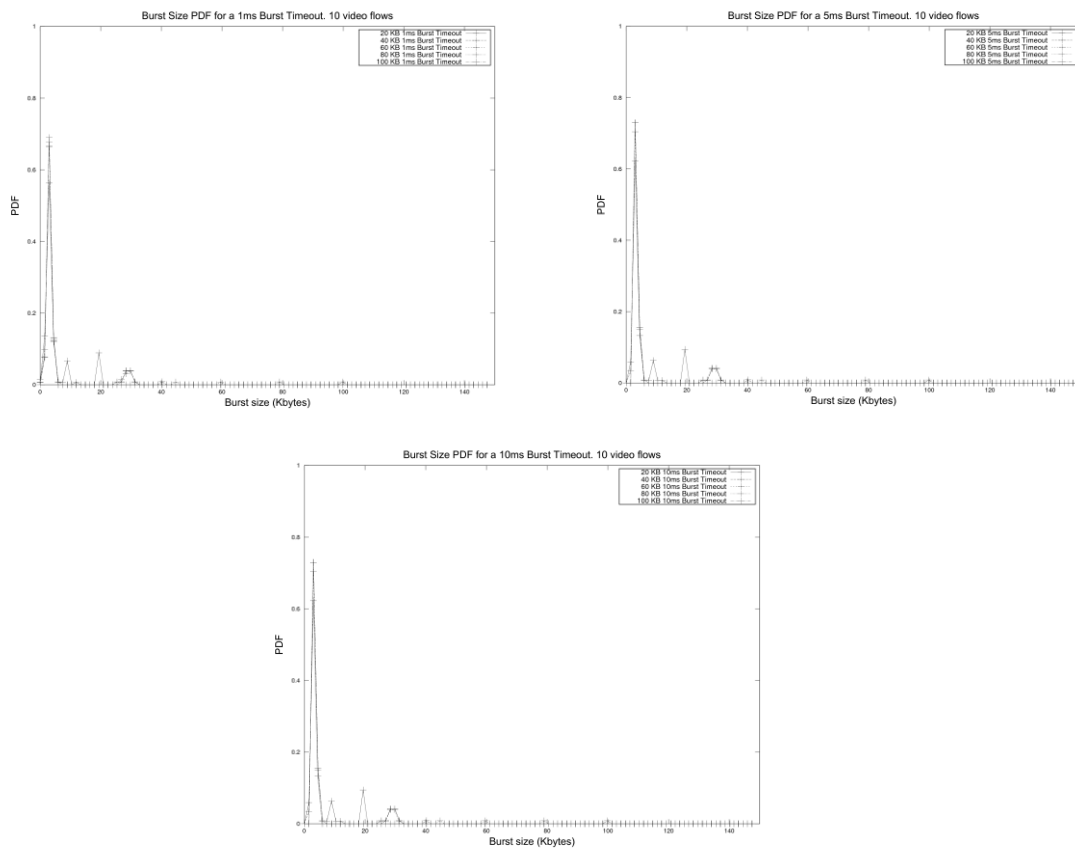 Burst Size PDF for a 1ms Burst Timeout. 10 video flows
20 KB 1ms Burst Timeout
40 KB 1ms Burst Timeout
60 KB 1ms Burst Timeout
80 KB 1ms Burst Timeout
100 KB 1ms Burst Timeout
1
0.8
0.6
0.4
0.2
0
PDF
0 20 40 60 80 100 120 140
Burst size (Kbytes)
Burst Size PDF for a 5ms Burst Timeout. 10 video flows
20 KB 5ms Burst Timeout
40 KB 5ms Burst Timeout
60 KB 5ms Burst Timeout
80 KB 5ms Burst Timeout
100 KB 5ms Burst Timeout
1
0.8
0.6
0.4
0.2
0
PDF
0 20 40 60 80 100 120 140
Burst size (Kbytes)
Burst Size PDF for a 10ms Burst Timeout. 10 video flows
20 KB 10ms Burst Timeout
40 KB 10ms Burst Timeout
60 KB 10ms Burst Timeout
80 KB 10ms Burst Timeout
100 KB 10ms Burst Timeout
1
0.8
0.6
0.4
0.2
0
PDF
0 20 40 60 80 100 120 140
Burst size (Kbytes)